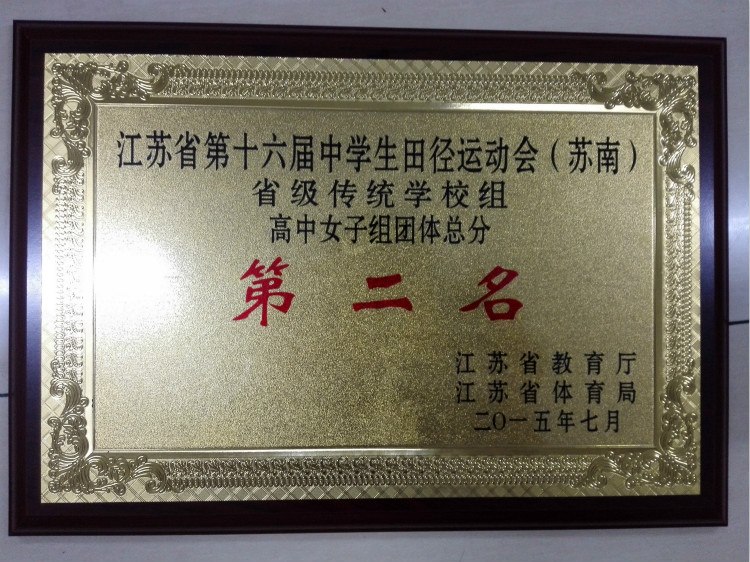 江苏省第十六届中学生田径运动会（苏南）
省级传统学校组
高中女子组团体总分
第二名
江苏省教育厅
江苏省体育局
二〇一五年七月